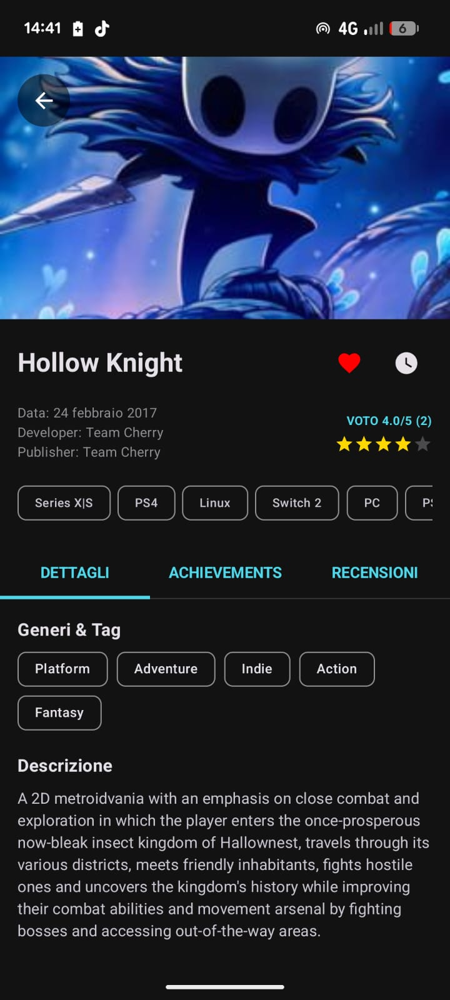 14:41
4G
6
Hollow Knight
Data: 24 febbraio 2017
Developer: Team Cherry
Publisher: Team Cherry
VOTO 4.0/5 (2)
Series X|S PS4 Linux Switch 2 PC
DETTAGLI ACHIEVEMENTS RECENSIONI
Generi & Tag
Platform Adventure Indie Action
Fantasy
Descrizione
A 2D metroidvania with an emphasis on close combat and
exploration in which the player enters the once-prosperous
now-bleak insect kingdom of Hallownest, travels through its
various districts, meets friendly inhabitants, fights hostile
ones and uncovers the kingdom's history while improving
their combat abilities and movement arsenal by fighting
bosses and accessing out-of-the-way areas.